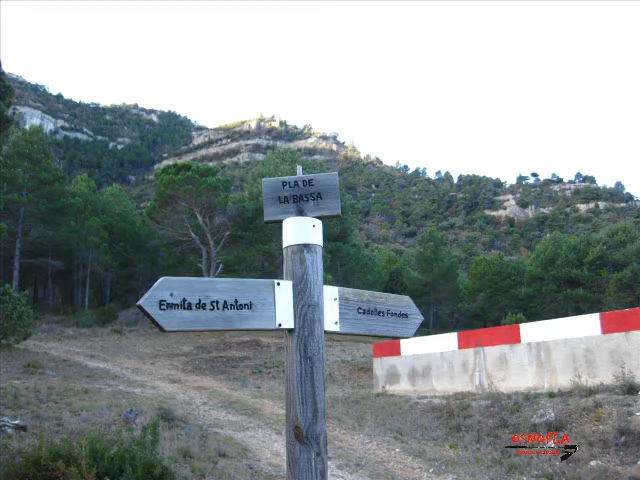 PLA DE
LA BASSA
Ermita de St Antoni
Cadolles Fondes